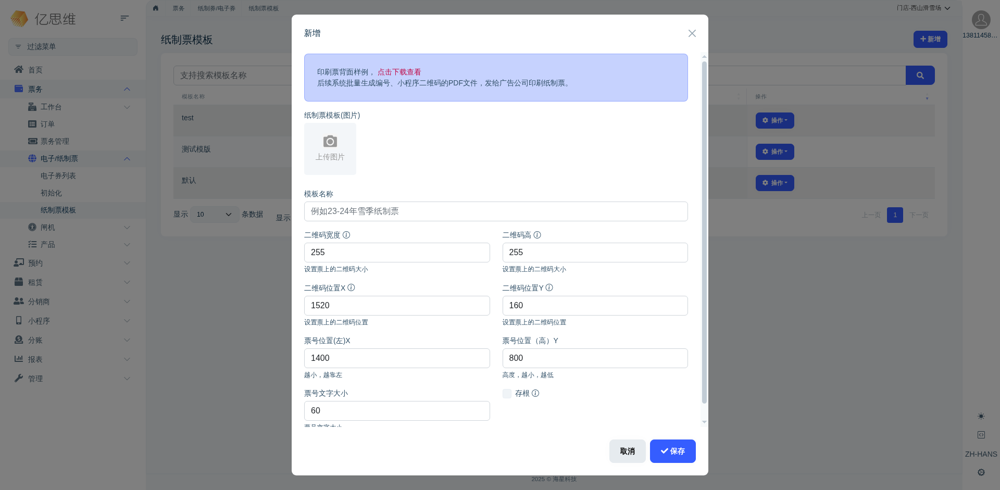 亿思维
过滤菜单
首页
票务
工作台
订单
票务管理
电子/纸制票
电子券列表
初始化
纸制票模板
闸机
产品
预约
租赁
分销商
小程序
分账
报表
管理
票务
纸制券/电子券
纸制票模板
门店-西山滑雪场
13811458...
纸制票模板
新增
支持搜索模板名称
模板名称
操作
test
操作
测试模版
操作
默认
操作
显示 10 条数据
显示
上一页 1 下一页
新增
印刷票背面样例， 点击下载查看
后续系统批量生成编号、小程序二维码的PDF文件，发给广告公司印刷纸制票。
纸制票模板(图片)
上传图片
模板名称
例如23-24年雪季纸制票
二维码宽度
二维码高
255
255
设置票上的二维码大小
设置票上的二维码大小
二维码位置X
二维码位置Y
1520
160
设置票上的二维码位置
设置票上的二维码位置
票号位置(左)X
票号位置（高）Y
1400
800
越小，越靠左
高度，越小，越低
票号文字大小
存根
60
票号文字大小
取消
保存
ZH-HANS
2025 © 海星科技